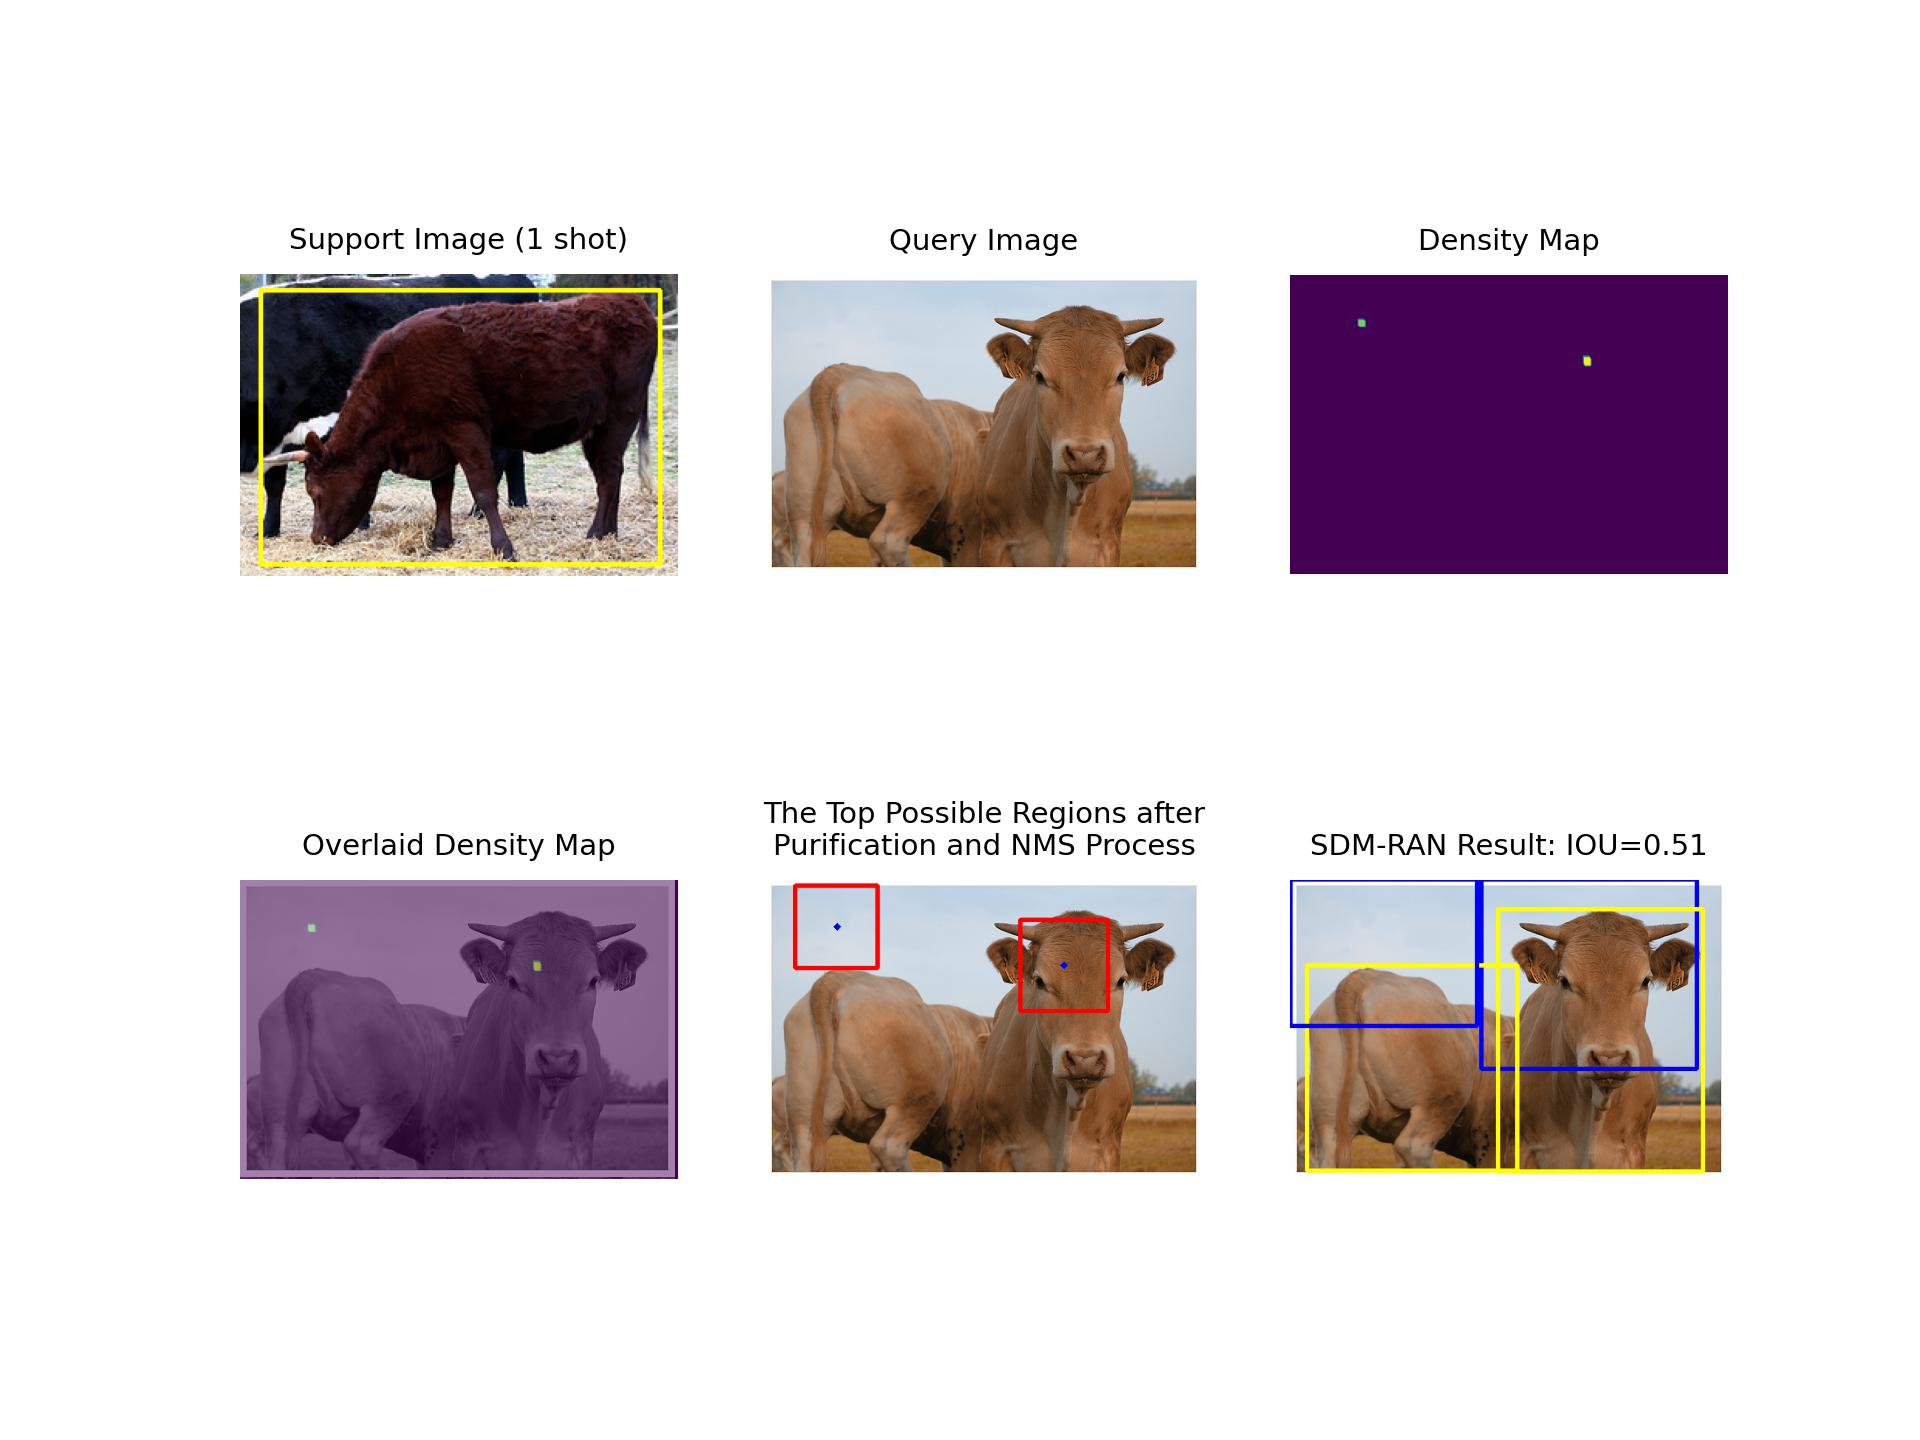 Support Image (1 shot)
Query Image
Density Map
Overlaid Density Map
The Top Possible Regions after
Purification and NMS Process
SDM-RAN Result: IOU=0.51